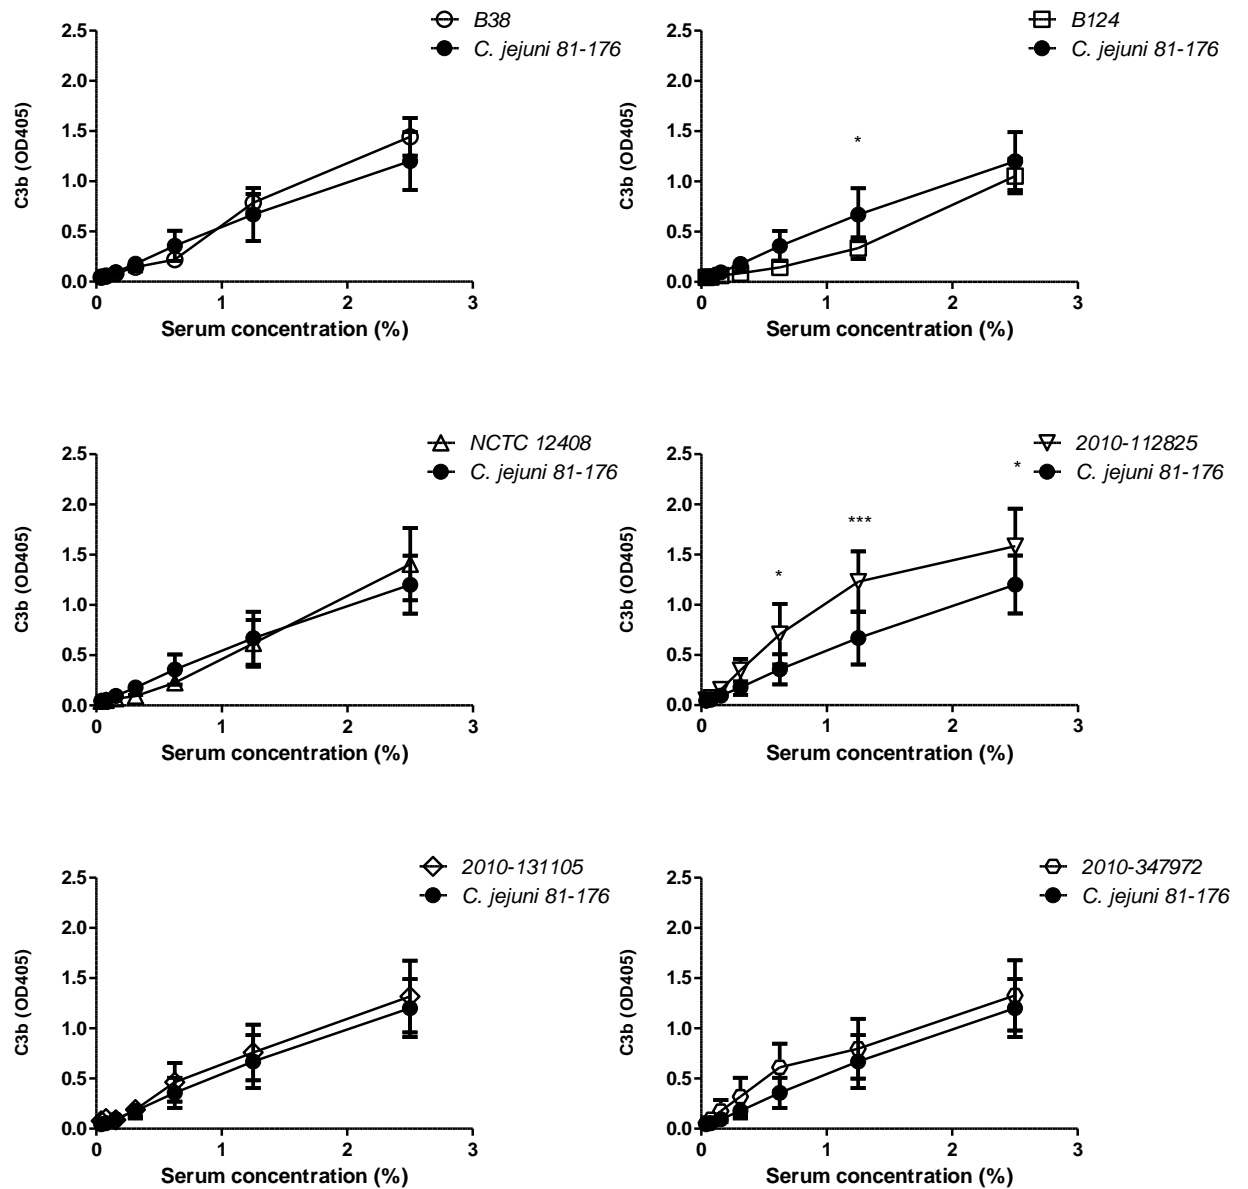 B38
C. jejuni 81-176
2.5
2.0
1.5
1.0
0.5
0.0
C3b (OD405)
0 1 2 3
Serum concentration (%)
B124
C. jejuni 81-176
2.5
2.0
1.5
1.0
0.5
0.0
C3b (OD405)
*
0 1 2 3
Serum concentration (%)
NCTC 12408
C. jejuni 81-176
2.5
2.0
1.5
1.0
0.5
0.0
C3b (OD405)
0 1 2 3
Serum concentration (%)
2010-112825
C. jejuni 81-176
2.5
2.0
1.5
1.0
0.5
0.0
C3b (OD405)
*
***
*
0 1 2 3
Serum concentration (%)
2010-131105
C. jejuni 81-176
2.5
2.0
1.5
1.0
0.5
0.0
C3b (OD405)
0 1 2 3
Serum concentration (%)
2010-347972
C. jejuni 81-176
2.5
2.0
1.5
1.0
0.5
0.0
C3b (OD405)
0 1 2 3
Serum concentration (%)